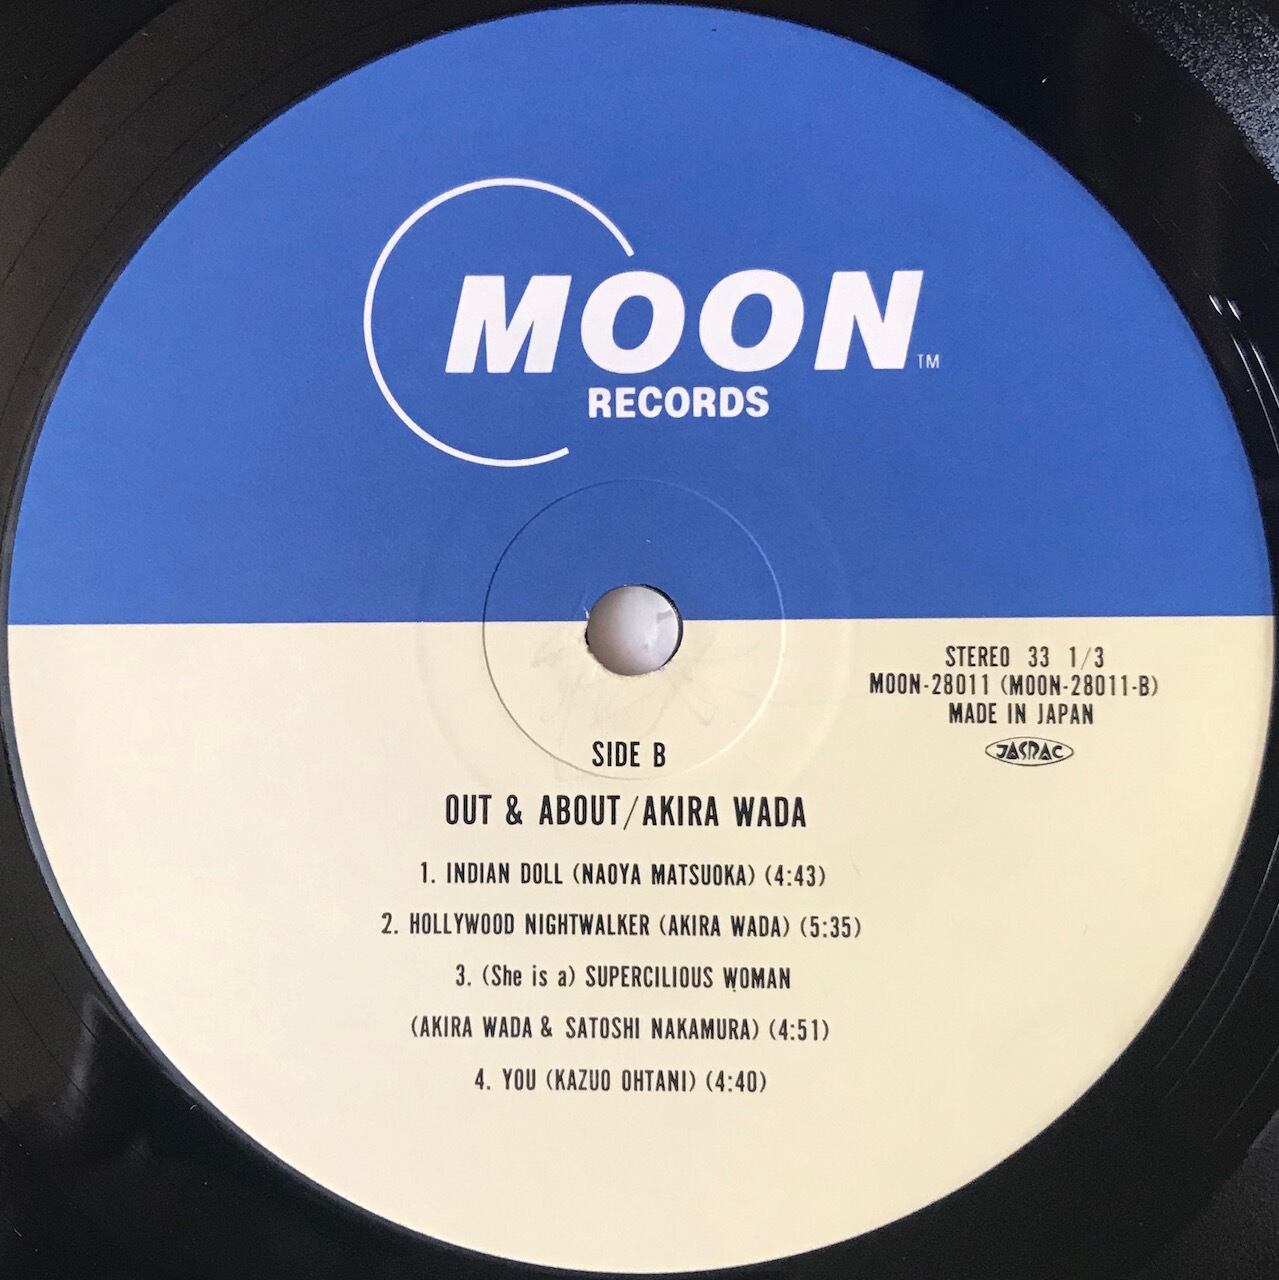 MOON
TM
RECORDS
STEREO 33 1/3
MOON-28011 (MOON-28011-B)
MADE IN JAPAN
JASRAC
SIDE B
OUT & ABOUT/AKIRA WADA
1. INDIAN DOLL (NAOYA MATSUOKA) (4:43)
2. HOLLYWOOD NIGHTWALKER (AKIRA WADA) (5:35)
3. (She is a) SUPERCILIOUS WOMAN
(AKIRA WADA & SATOSHI NAKAMURA) (4:51)
4. YOU (KAZUO OHTANI) (4:40)